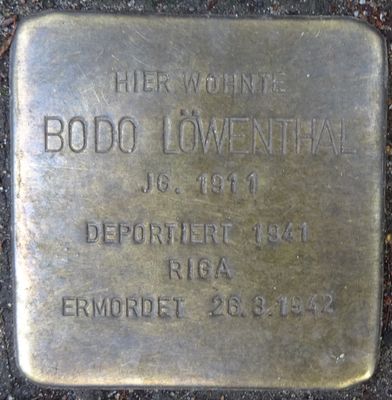 HIER WOHNTE
BODO LÖWENTHAL
JG. 1911
DEPORTIERT 1941
RIGA
ERMORDET 26.3.1942